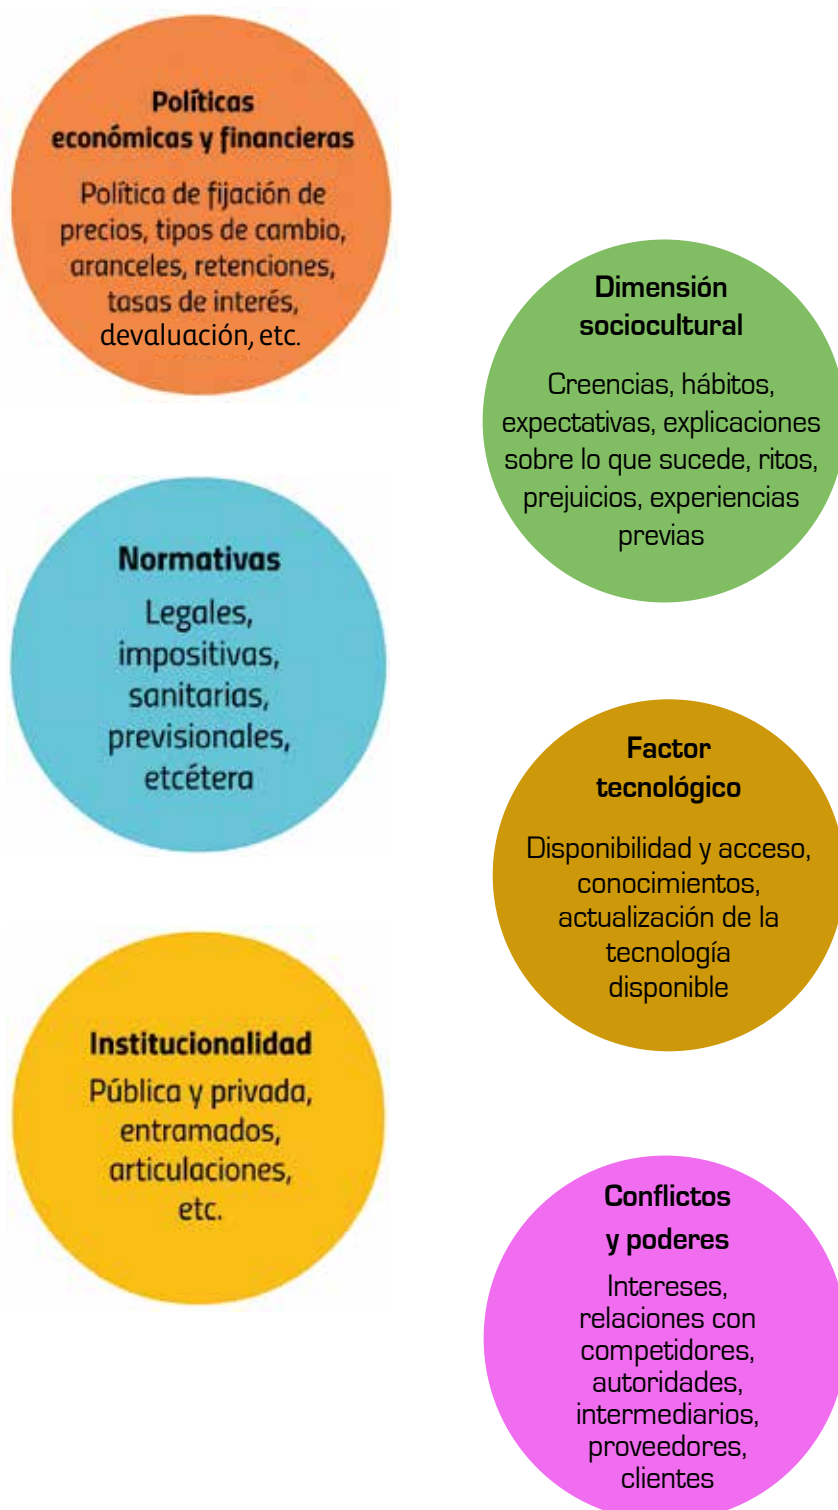 Políticas
económicas y financieras
Política de fijación de
precios, tipos de cambio,
aranceles, retenciones,
tasas de interés,
devaluación, etc.
Dimensión
sociocultural
Creencias, hábitos,
expectativas, explicaciones
sobre lo que sucede, ritos,
prejuicios, experiencias
previas
Normativas
Legales,
impositivas,
sanitarias,
previsionales,
etcétera
Factor
tecnológico
Disponibilidad y acceso,
conocimientos,
actualización de la
tecnología
disponible
Institucionalidad
Pública y privada,
entramados,
articulaciones,
etc.
Conflictos
y poderes
Intereses,
relaciones con
competidores,
autoridades,
intermediarios,
proveedores,
clientes